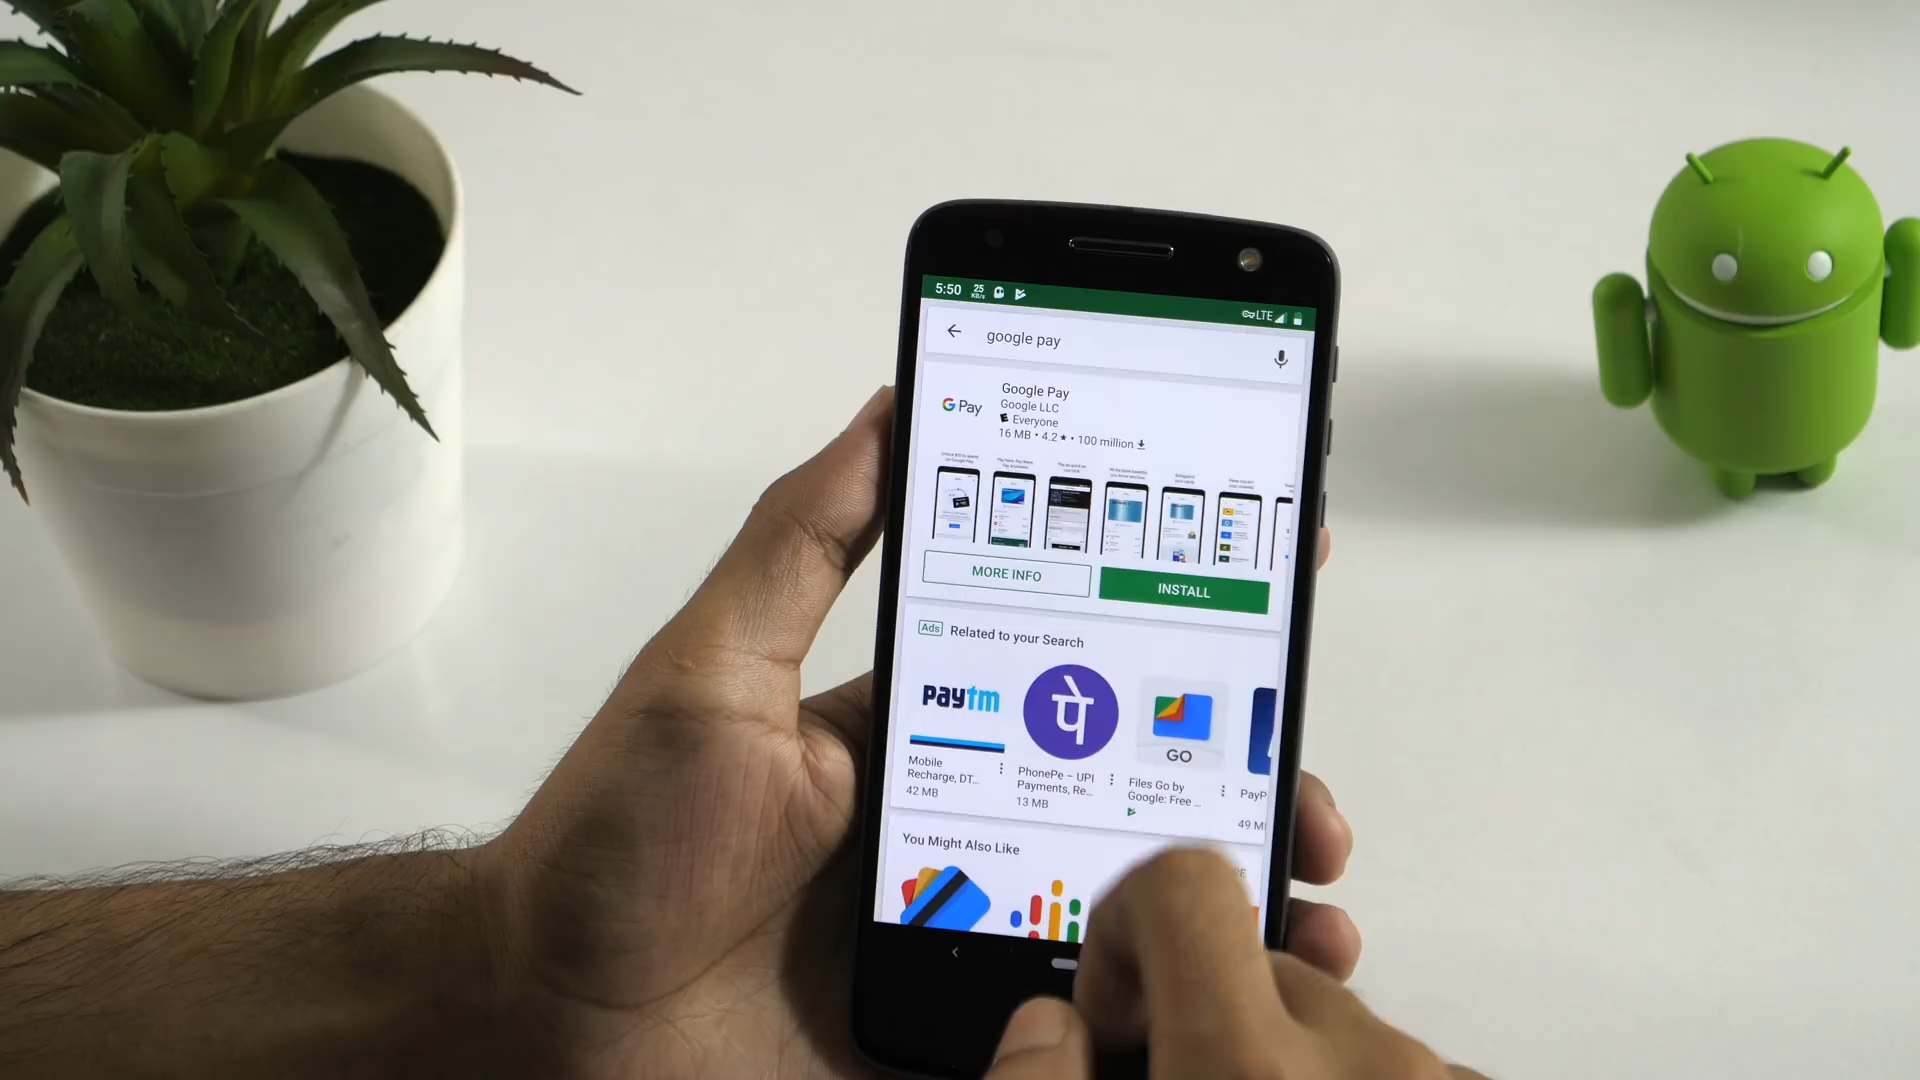 5:50 25 KB/s LTE
google pay
G Pay
Google Pay
Google LLC
E Everyone
16 MB • 4.2 ★ • 100 million
MORE INFO
INSTALL
Ads Related to your Search
paytm
पे
GO
Mobile
Recharge, DT...
42 MB
PhonePe – UPI
Payments, Re...
13 MB
Files Go by
Google: Free ...
PayP
49 M
You Might Also Like